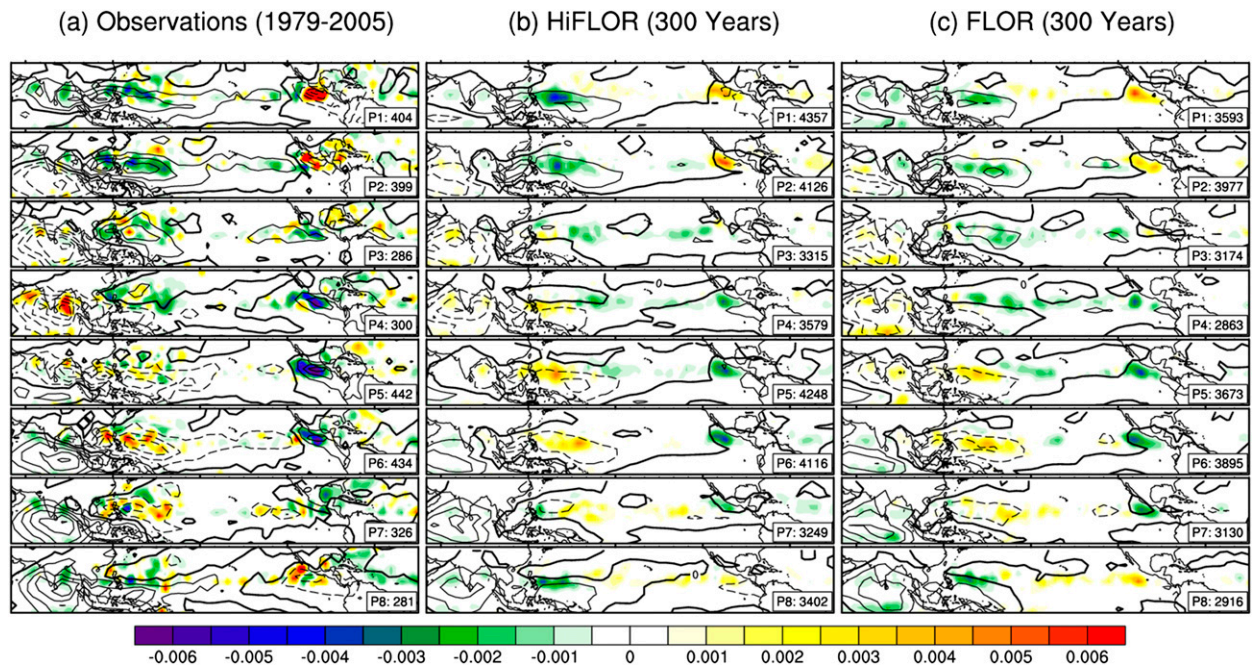 (a) Observations (1979-2005) (b) HiFLOR (300 Years) (c) FLOR (300 Years)
P1: 404 P1: 4357 P1: 3593
P2: 399 P2: 4126 P2: 3977
P3: 286 P3: 3315 P3: 3174
0 0
P4: 300 P4: 3579 P4: 2863
P5: 442 P5: 4248 P5: 3673
P6: 434 P6: 4116 P6: 3895
P7: 326 P7: 3249 P7: 3130
0
P8: 281 P8: 3402 P8: 2916
-0.006 -0.005 -0.004 -0.003 -0.002 -0.001 0 0.001 0.002 0.003 0.004 0.005 0.006